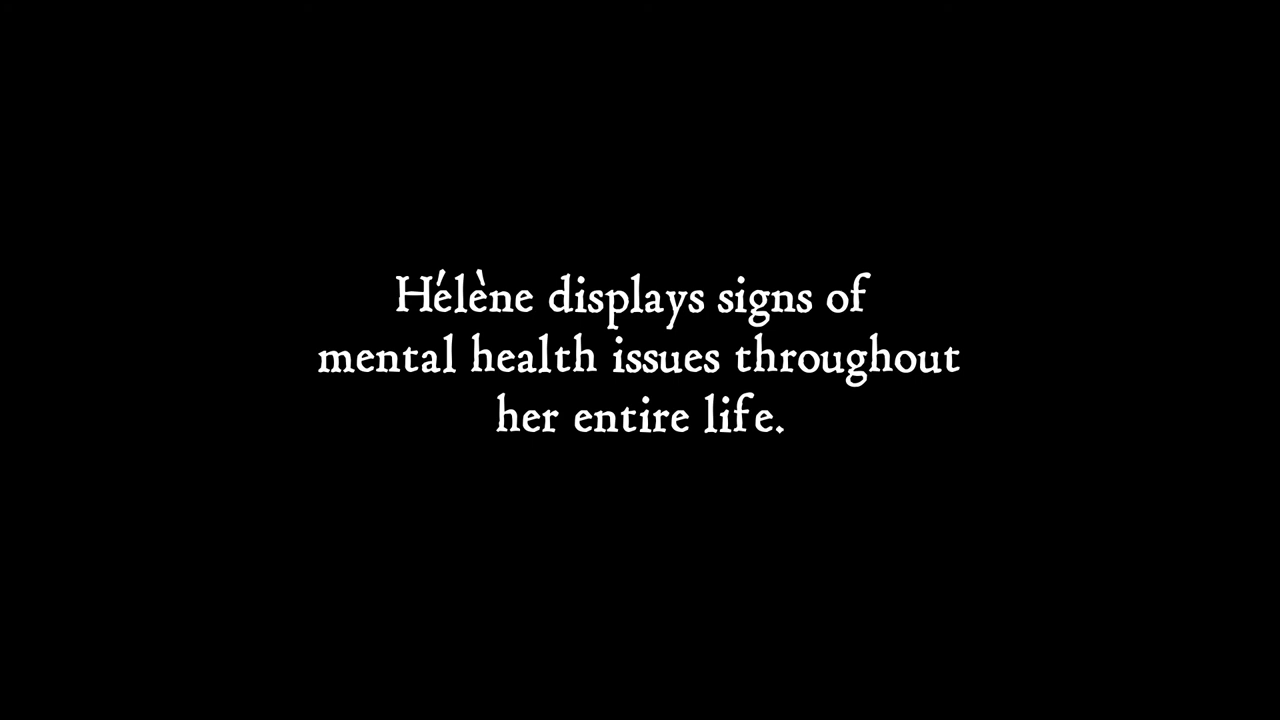 Hélène displays signs of
mental health issues throughout
her entire life.